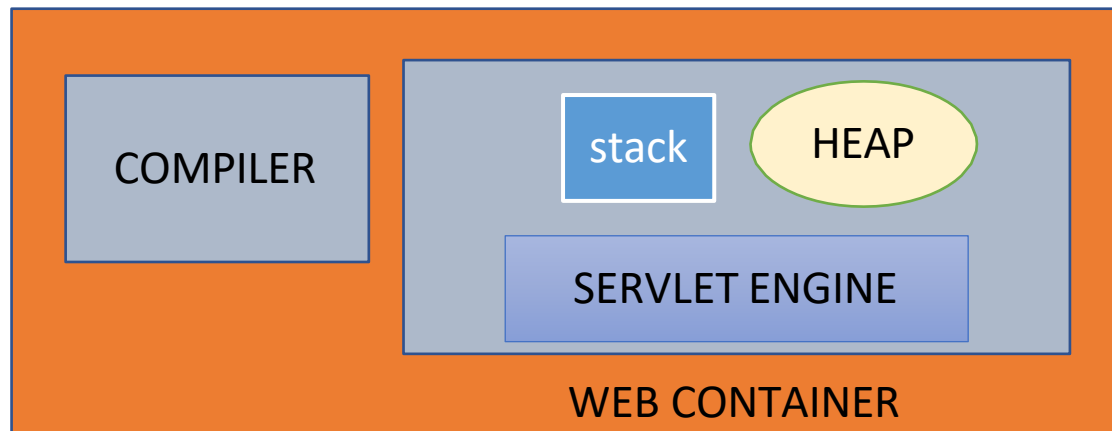 COMPILER
stack
HEAP
SERVLET ENGINE
WEB CONTAINER